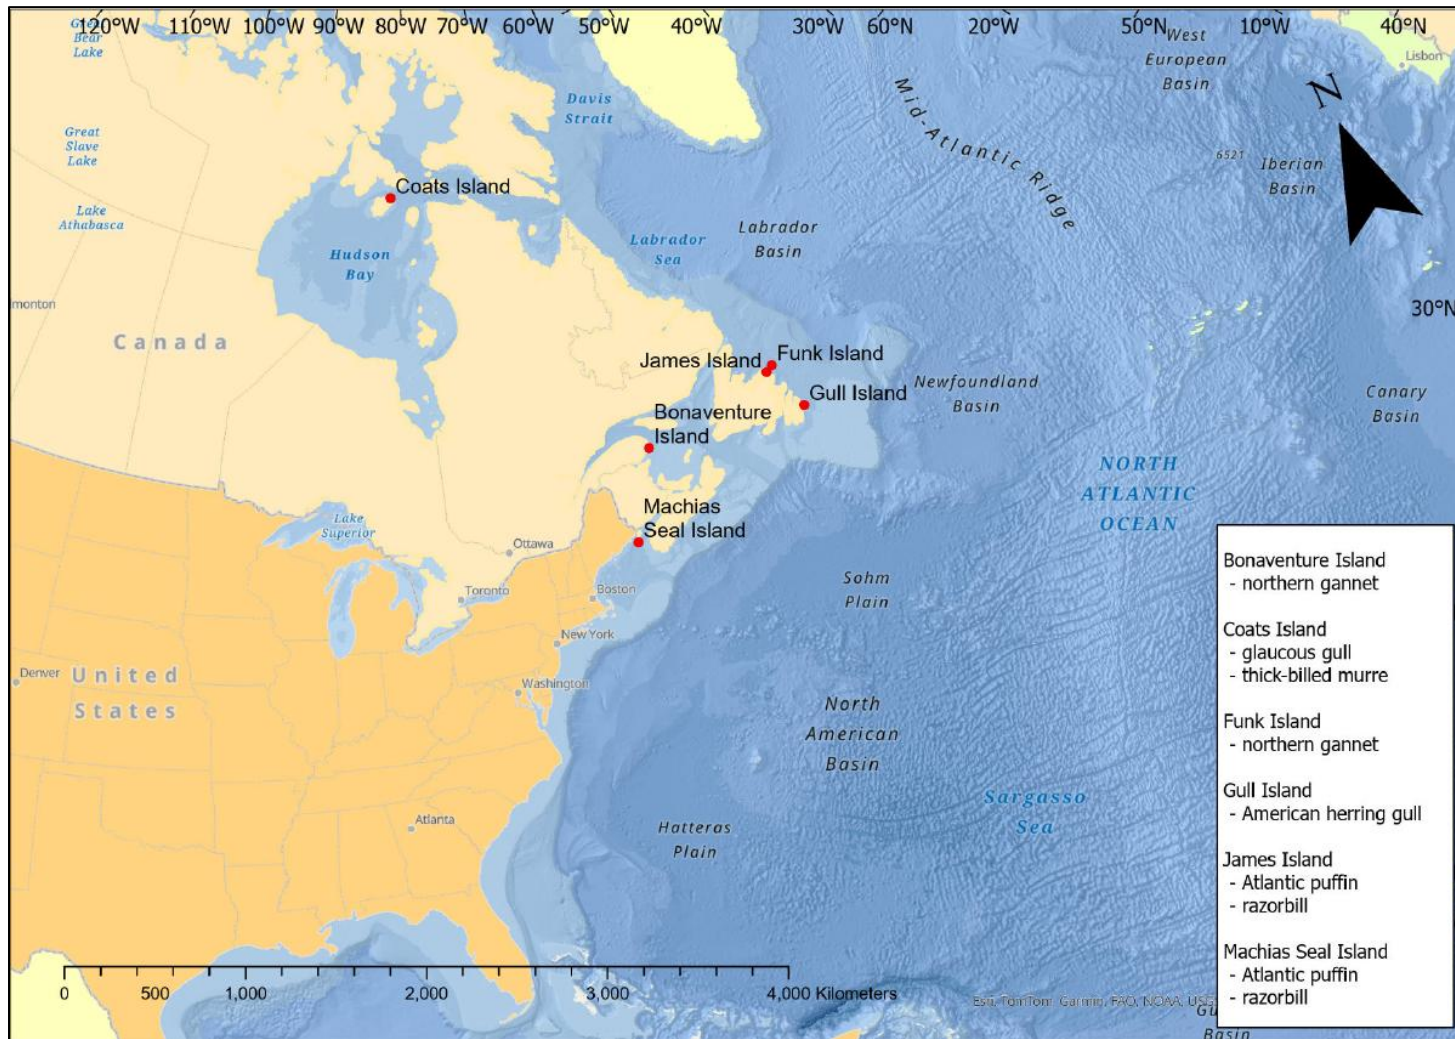 120°W 100°W 90°W 80°W 70°W 60°W 50°W 40°W 30°W 60°N 20°W 50°N 10°W 40°N
Great
Bear
Lake
West
European
Basin
Lisbon
N
Davis
Strait
Mid-Atlantic Ridge
Great
Slave
Lake
6521
Iberian
Basin
Coats Island
Lake
Athabasca
Labrador
Basin
Labrador
Sea
Hudson
Bay
30°N
monton
Canada
James Island
Funk Island
Gull Island
Newfoundland
Basin
Canary
Basin
Bonaventure
Island
NORTH
ATLANTIC
OCEAN
Machias
Seal Island
Lake
Superior
Ottawa
Toronto
Boston
Sohm
Plain
New York
Denver
United
States
Washington
North
American
Basin
Atlanta
Hatteras
Plain
Sargasso
Sea
Bonaventure Island
- northern gannet
Coats Island
- glaucous gull
- thick-billed murre
Funk Island
- northern gannet
Gull Island
- American herring gull
James Island
- Atlantic puffin
- razorbill
Machias Seal Island
- Atlantic puffin
- razorbill
0 500 1,000 2,000 3,000 4,000 Kilometers
Esri, TomTom, Garmin, FAO, NOAA, USG
Basin